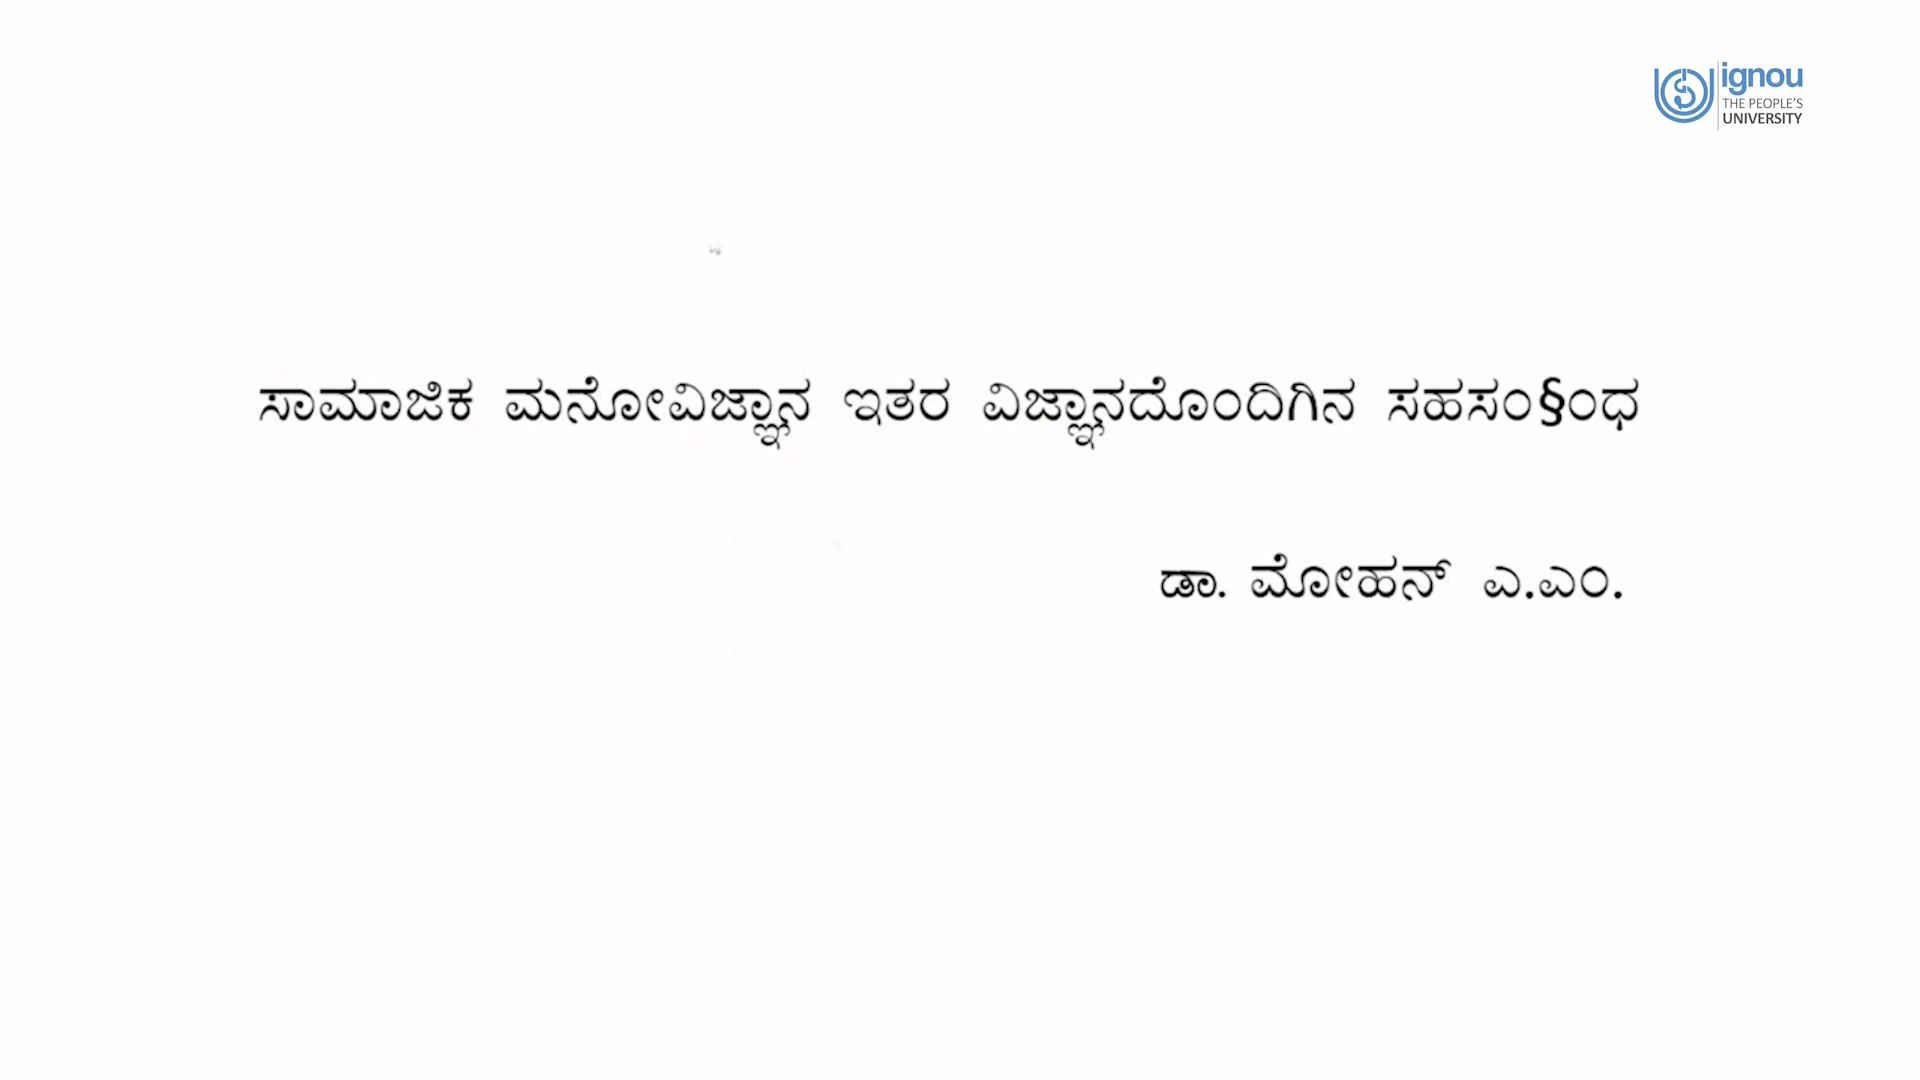 ignou
THE PEOPLE'S
UNIVERSITY
ಸಾಮಾಜಿಕ ಮನೋವಿಜ್ಞಾನ ಇತರ ವಿಜ್ಞಾನದೊಂದಿಗಿನ ಸಹಸಂ§ಂಧ
ಡಾ. ಮೋಹನ್ ಎ.ಎಂ.